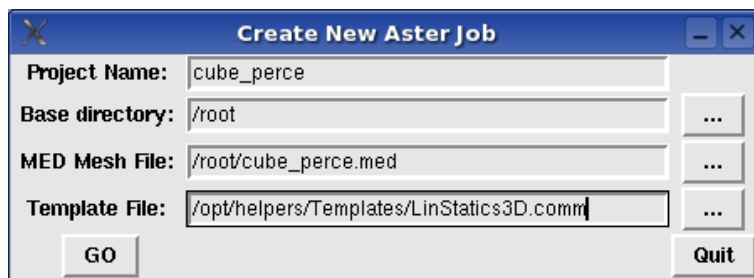 Create New Aster Job
Project Name: cube_perce
Base directory: /root ...
MED Mesh File: /root/cube_perce.med ...
Template File: /opt/helpers/Templates/LinStatics3D.comm ...
GO Quit